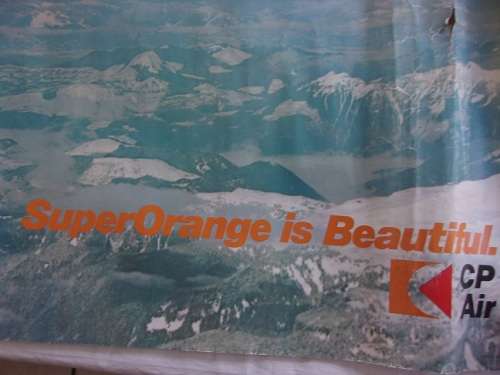 SuperOrange is Beautiful.
CP
Air